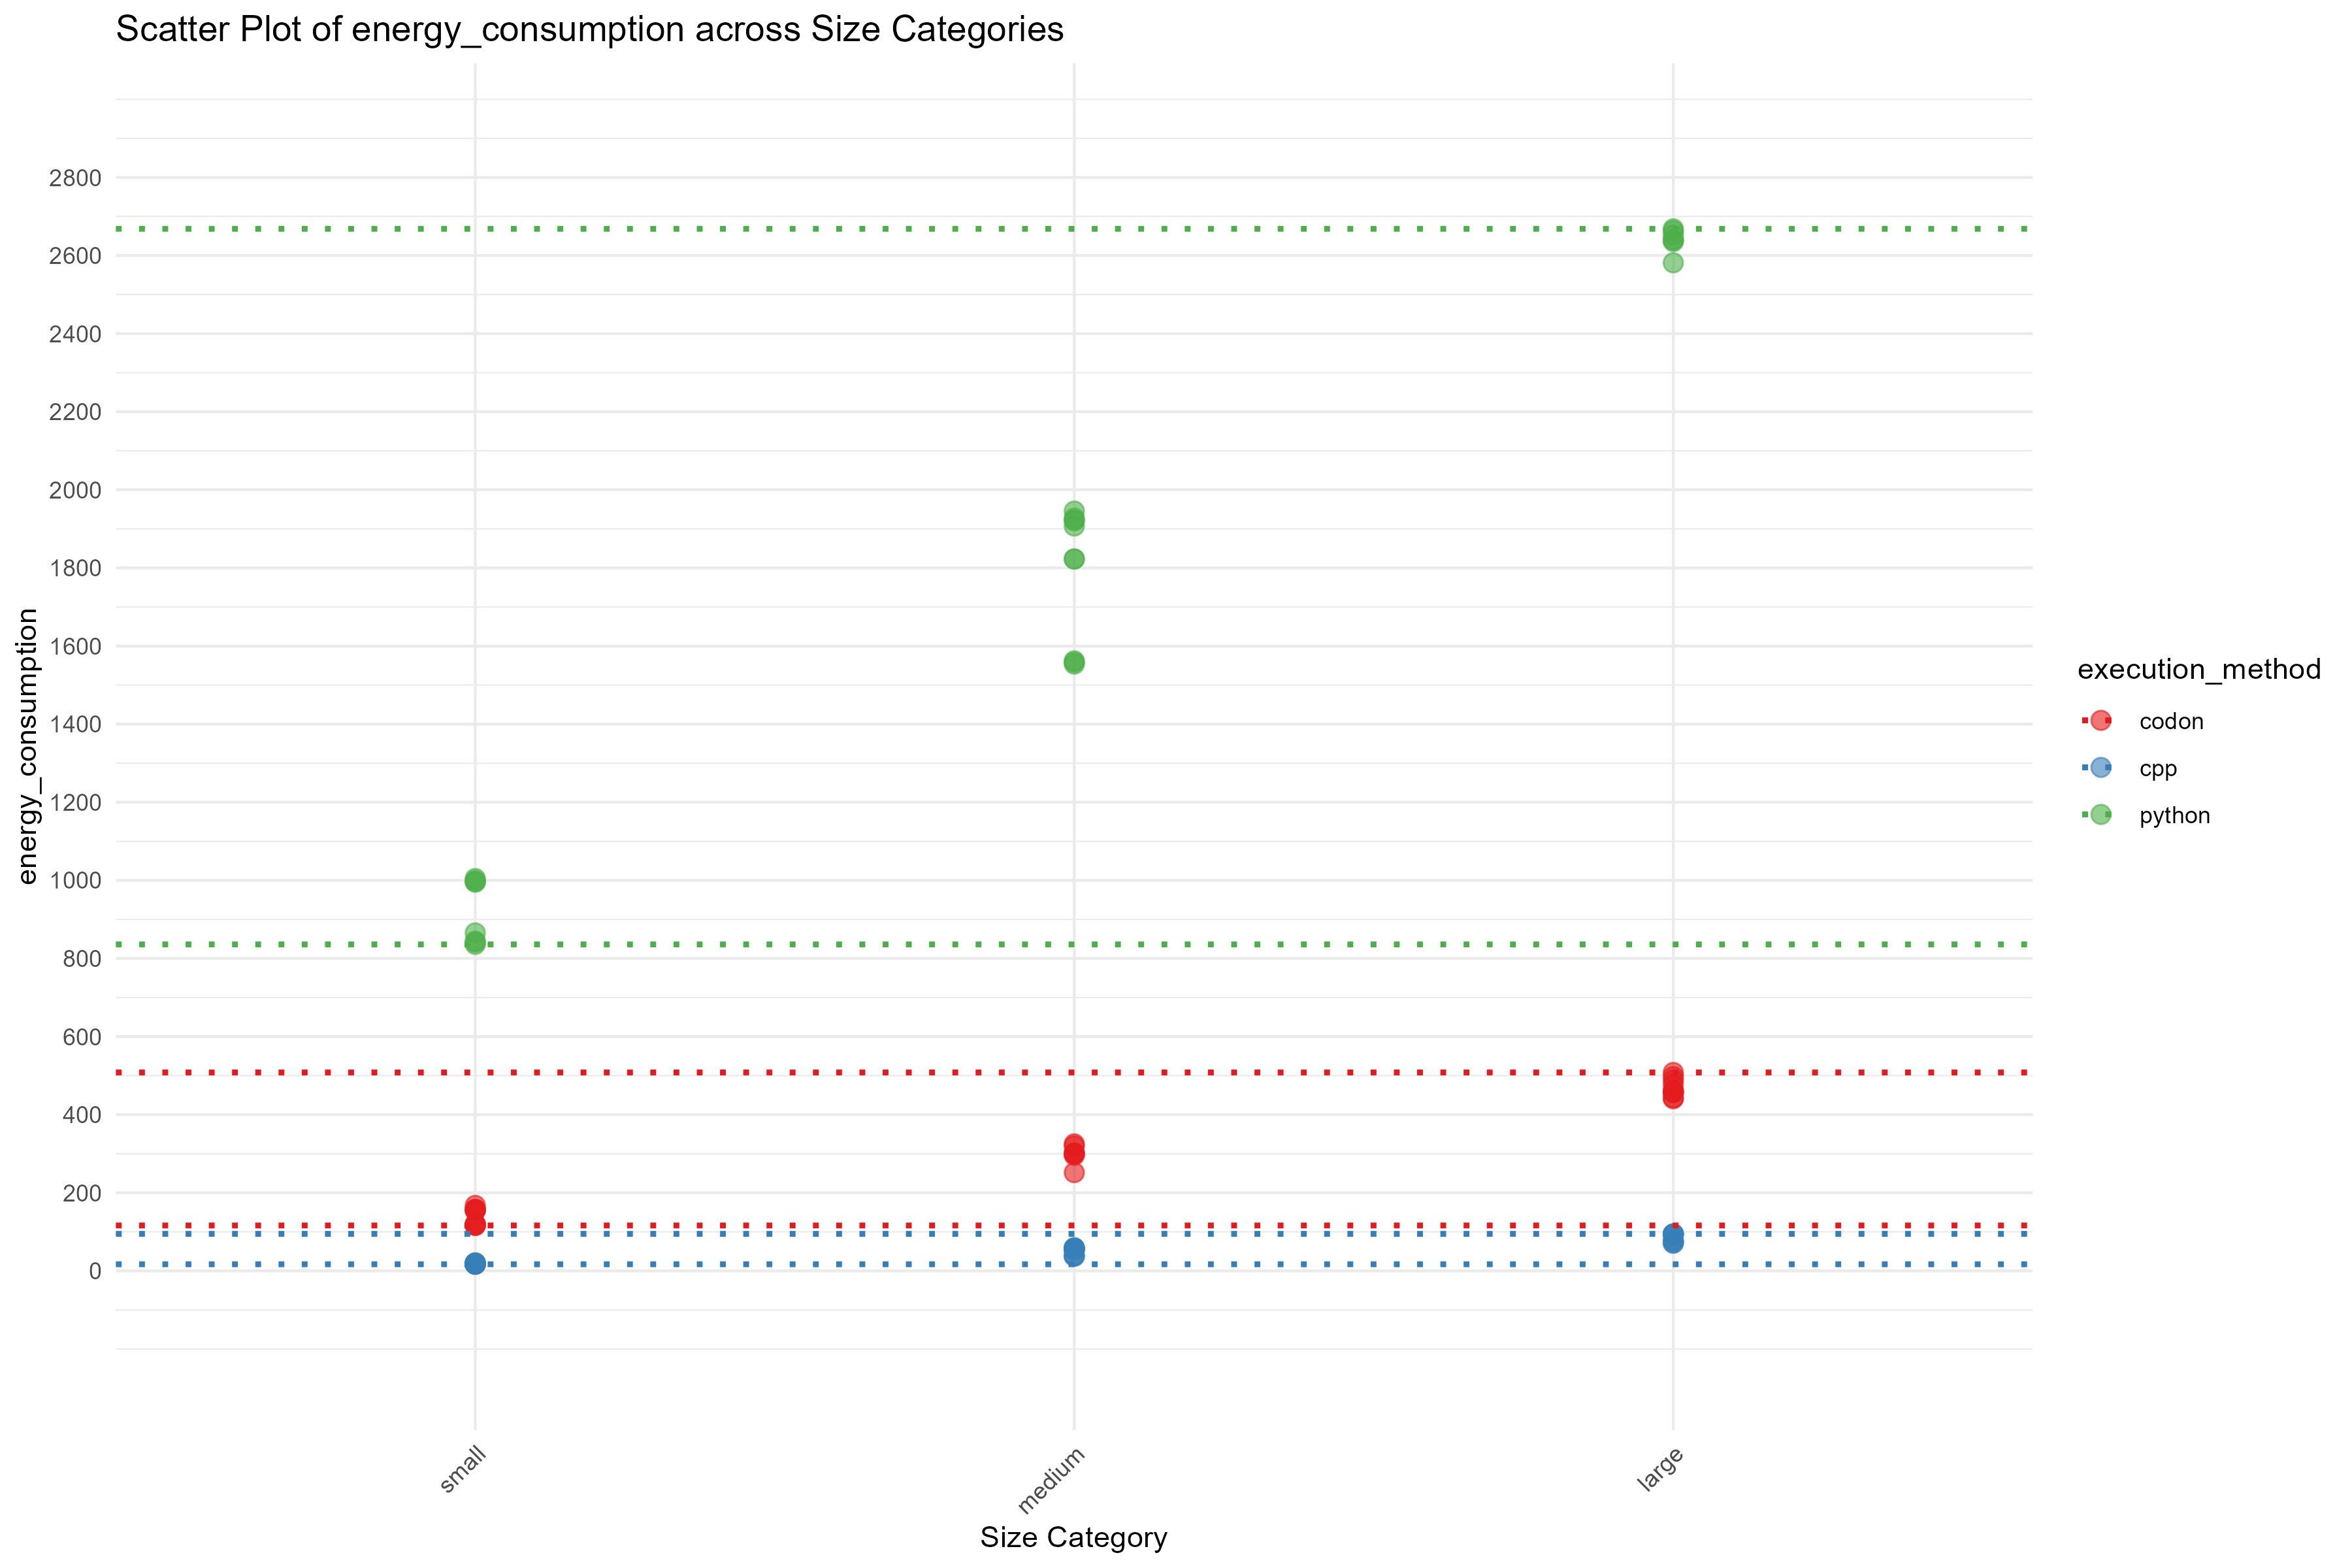 Scatter Plot of energy_consumption across Size Categories
energy_consumption
2800
2600
2400
2200
2000
1800
1600
1400
1200
1000
800
600
400
200
0
small
medium
large
Size Category
execution_method
codon
cpp
python